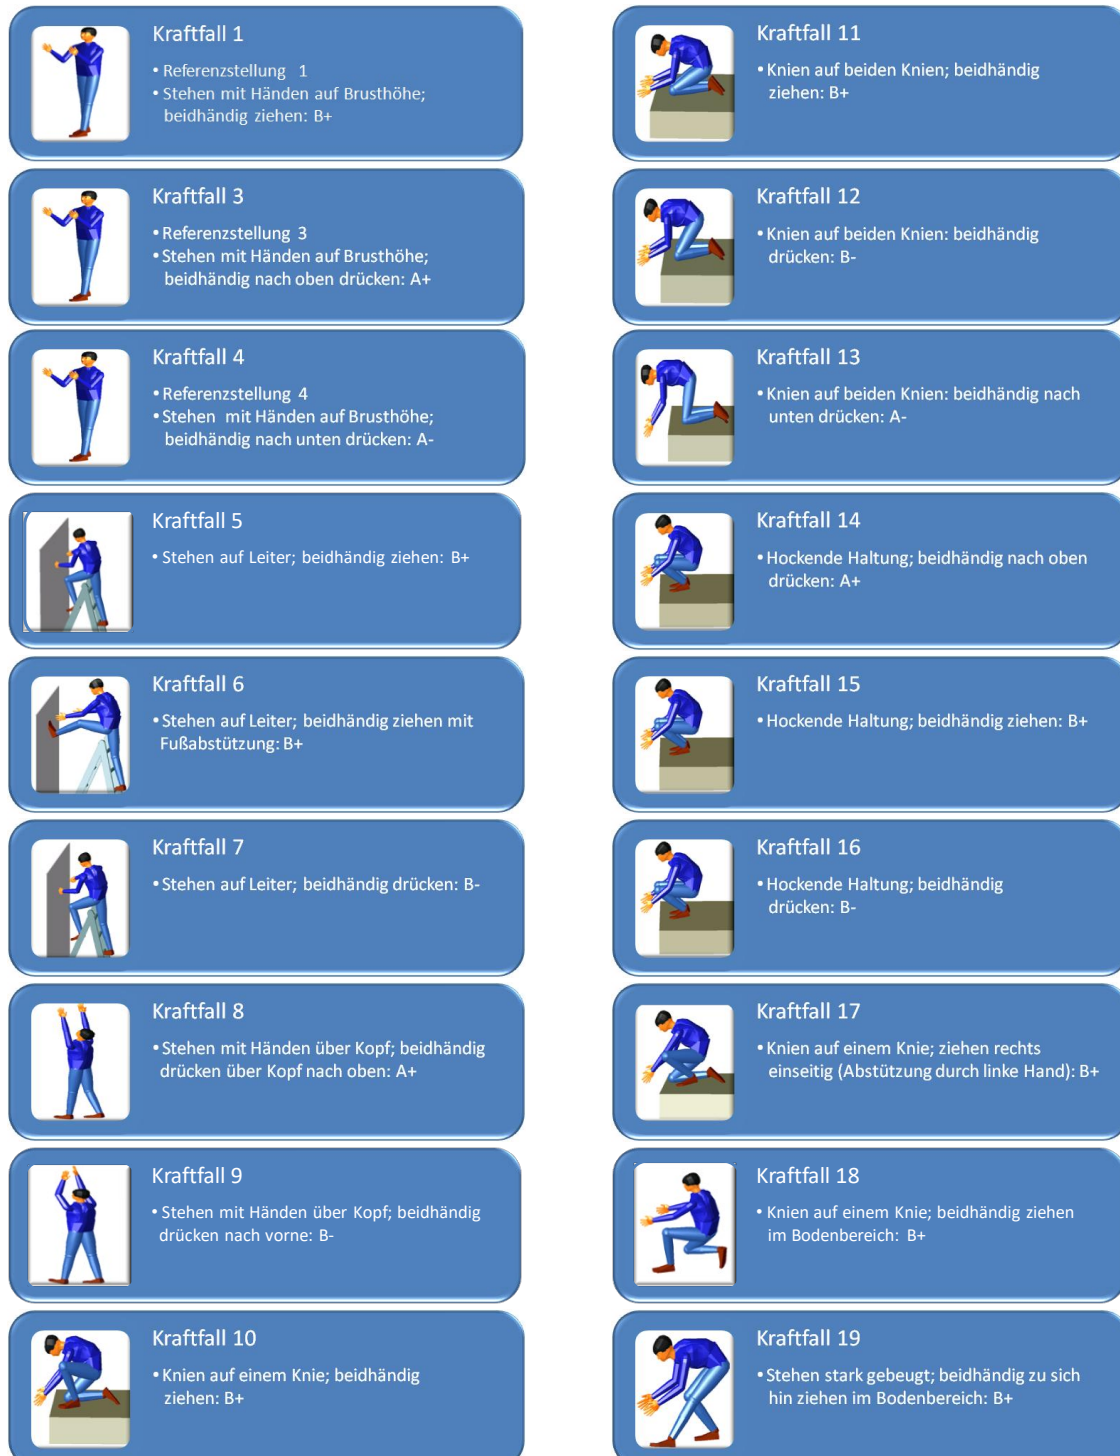 Kraftfall 1
• Referenzstellung 1
• Stehen mit Händen auf Brusthöhe;
beidhändig ziehen: B+
Kraftfall 3
• Referenzstellung 3
• Stehen mit Händen auf Brusthöhe;
beidhändig nach oben drücken: A+
Kraftfall 4
• Referenzstellung 4
• Stehen mit Händen auf Brusthöhe;
beidhändig nach unten drücken: A-
Kraftfall 5
• Stehen auf Leiter; beidhändig ziehen: B+
Kraftfall 6
• Stehen auf Leiter; beidhändig ziehen mit
Fußabstützung: B+
Kraftfall 7
• Stehen auf Leiter; beidhändig drücken: B-
Kraftfall 8
• Stehen mit Händen über Kopf; beidhändig
drücken über Kopf nach oben: A+
Kraftfall 9
• Stehen mit Händen über Kopf; beidhändig
drücken nach vorne: B-
Kraftfall 10
• Knien auf einem Knie; beidhändig
ziehen: B+
Kraftfall 11
• Knien auf beiden Knien; beidhändig
ziehen: B+
Kraftfall 12
• Knien auf beiden Knien: beidhändig
drücken: B-
Kraftfall 13
• Knien auf beiden Knien: beidhändig nach
unten drücken: A-
Kraftfall 14
• Hockende Haltung; beidhändig nach oben
drücken: A+
Kraftfall 15
• Hockende Haltung; beidhändig ziehen: B+
Kraftfall 16
• Hockende Haltung; beidhändig
drücken: B-
Kraftfall 17
• Knien auf einem Knie; ziehen rechts
einseitig (Abstützung durch linke Hand): B+
Kraftfall 18
• Knien auf einem Knie; beidhändig ziehen
im Bodenbereich: B+
Kraftfall 19
• Stehen stark gebeugt; beidhändig zu sich
hin ziehen im Bodenbereich: B+